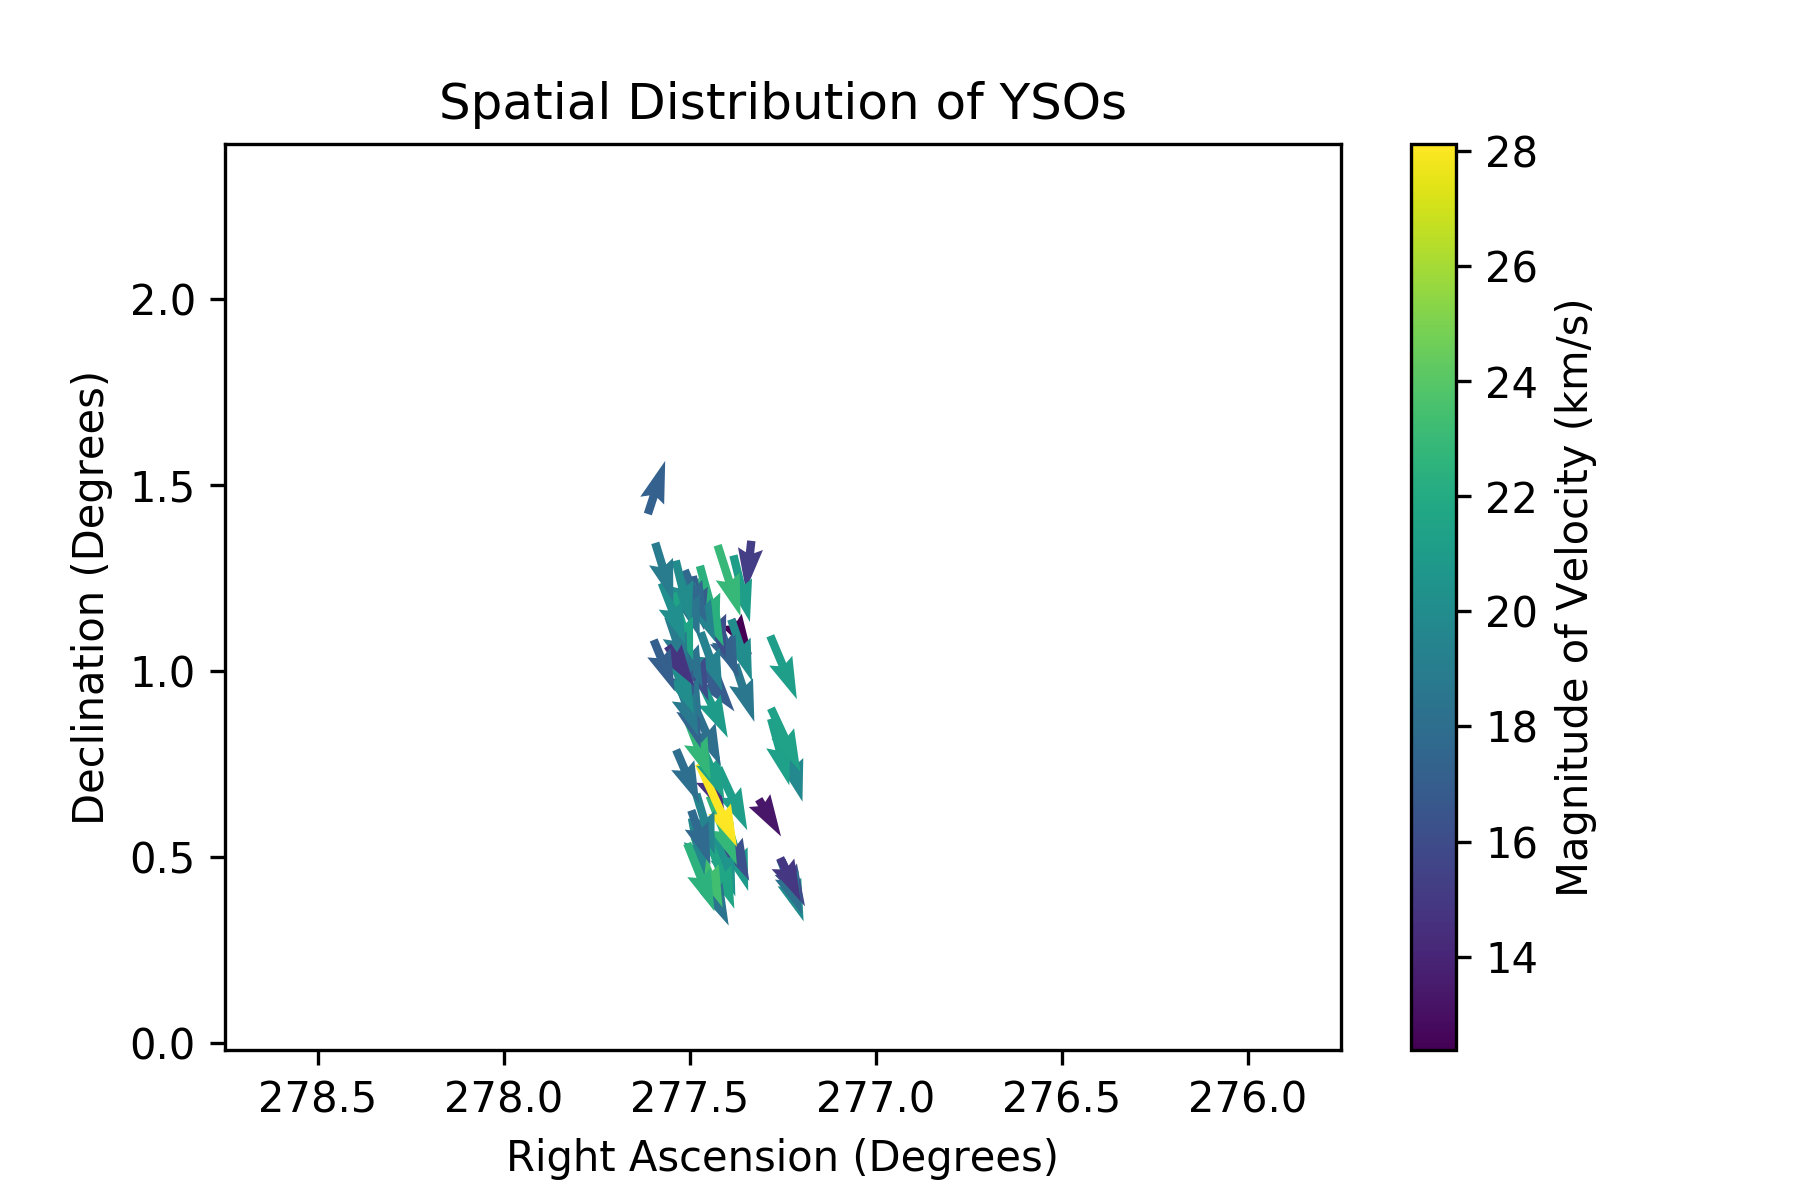 Spatial Distribution of YSOs
Declination (Degrees)
2.0
1.5
1.0
0.5
0.0
278.5 278.0 277.5 277.0 276.5 276.0
Right Ascension (Degrees)
28
26
24
22
20
18
16
14
Magnitude of Velocity (km/s)